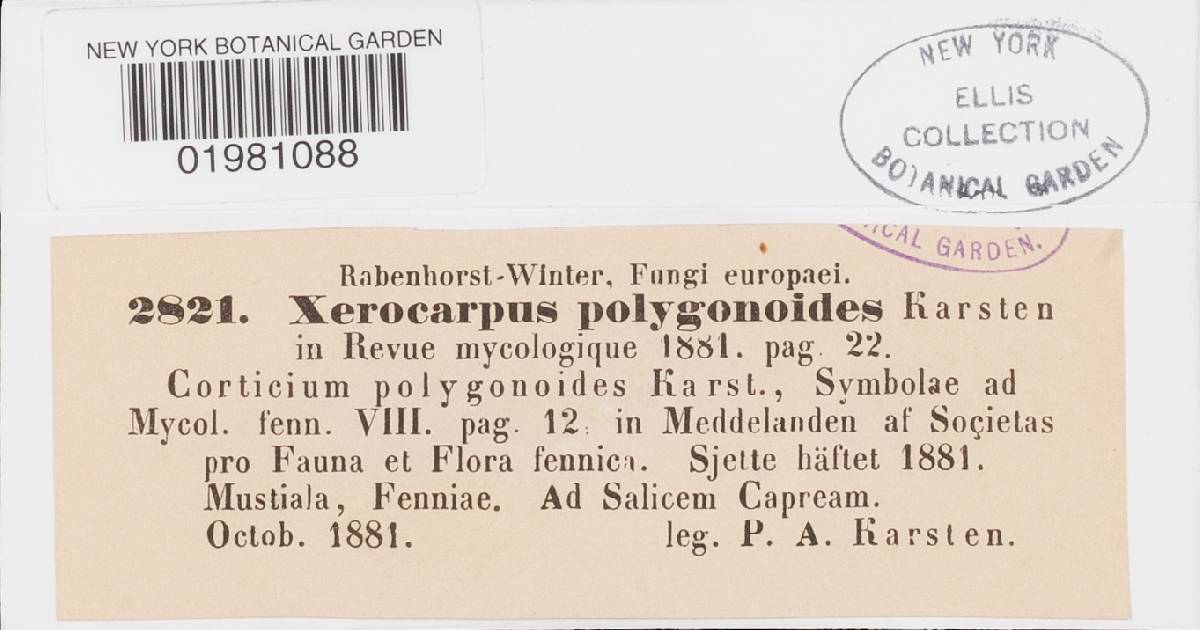 NEW YORK BOTANICAL GARDEN
01981088
NEW YORK
ELLIS
COLLECTION
BOTANICAL GARDEN
ICAL GARDEN.
Rabenhorst-Winter, Fungi europaei.
2821. Xerocarpus polygonoides Karsten
in Revue mycologique 1881. pag. 22.
Corticium polygonoides Karst., Symbolae ad
Mycol. fenn. VIII. pag. 12. in Meddelanden af Soçietas
pro Fauna et Flora fennica. Sjette häftet 1881.
Mustiala, Fenniae. Ad Salicem Capream.
Octob. 1881. leg. P. A. Karsten.